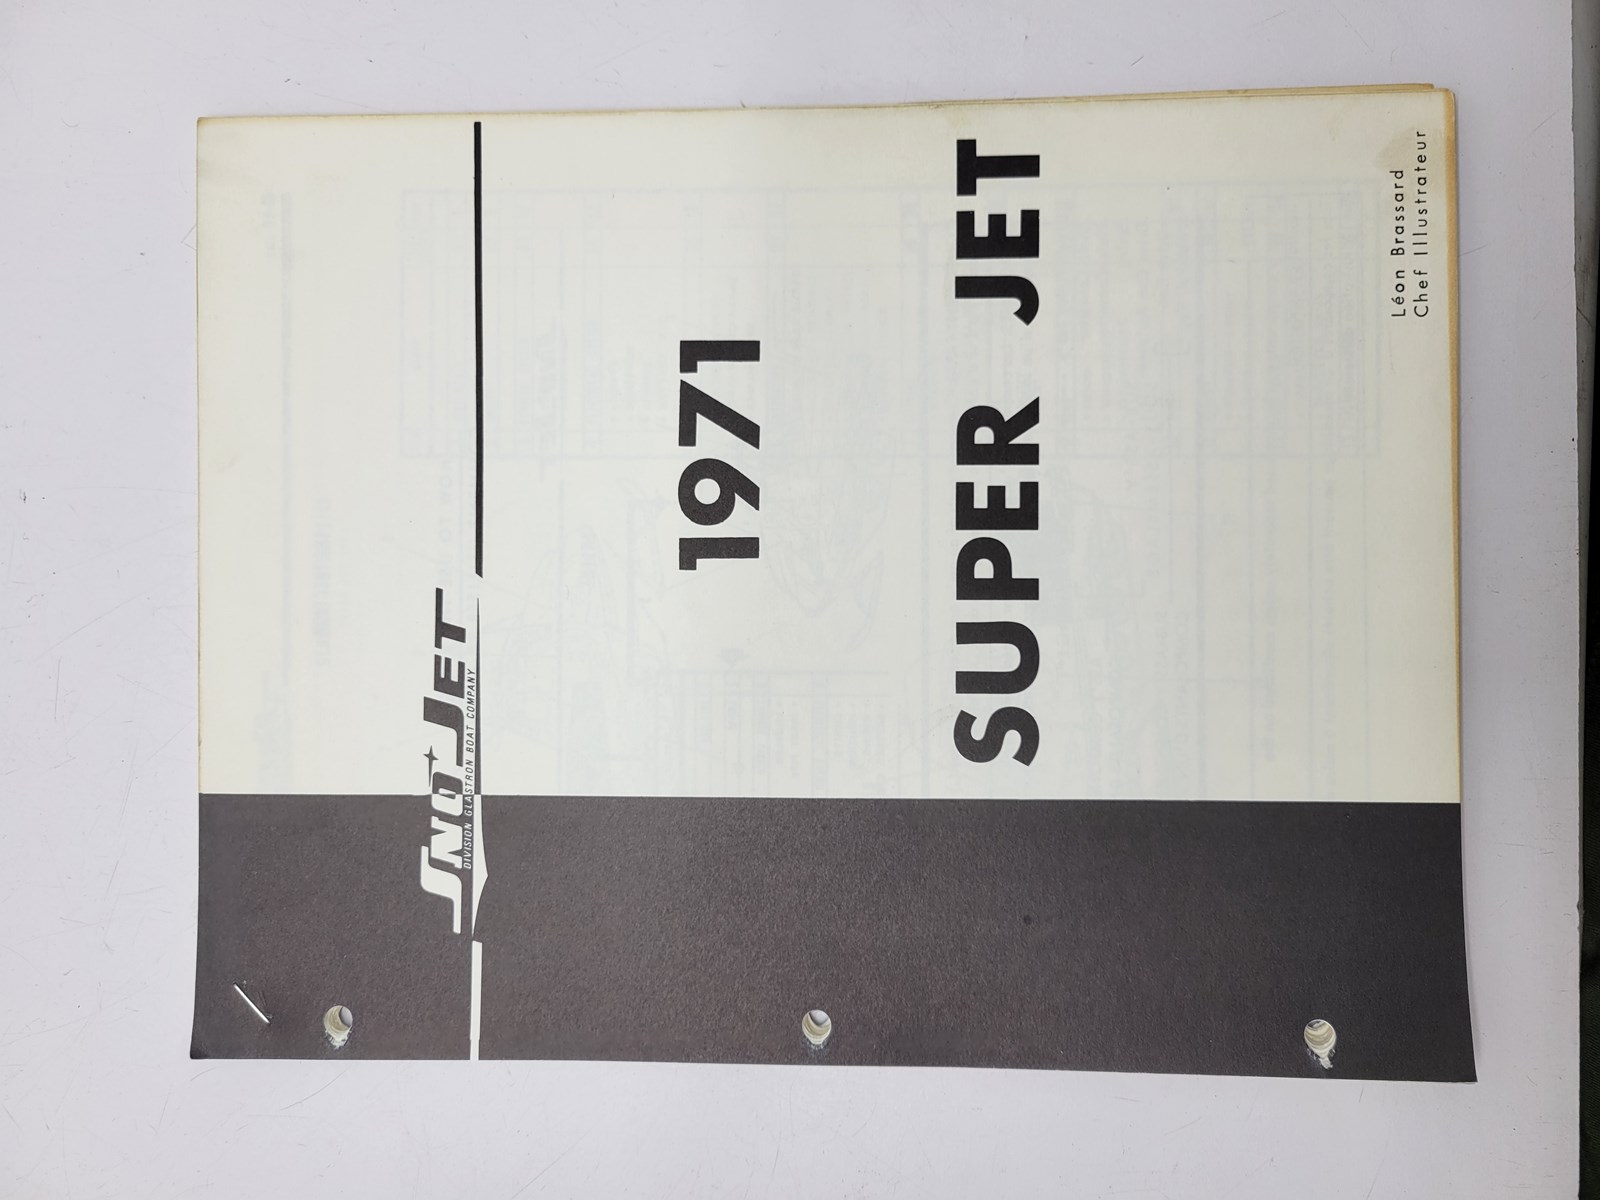 SNO JET
DIVISION GLASTRON BOAT COMPANY
1971
SUPER JET
Léon Brassard
Chef Illustrateur